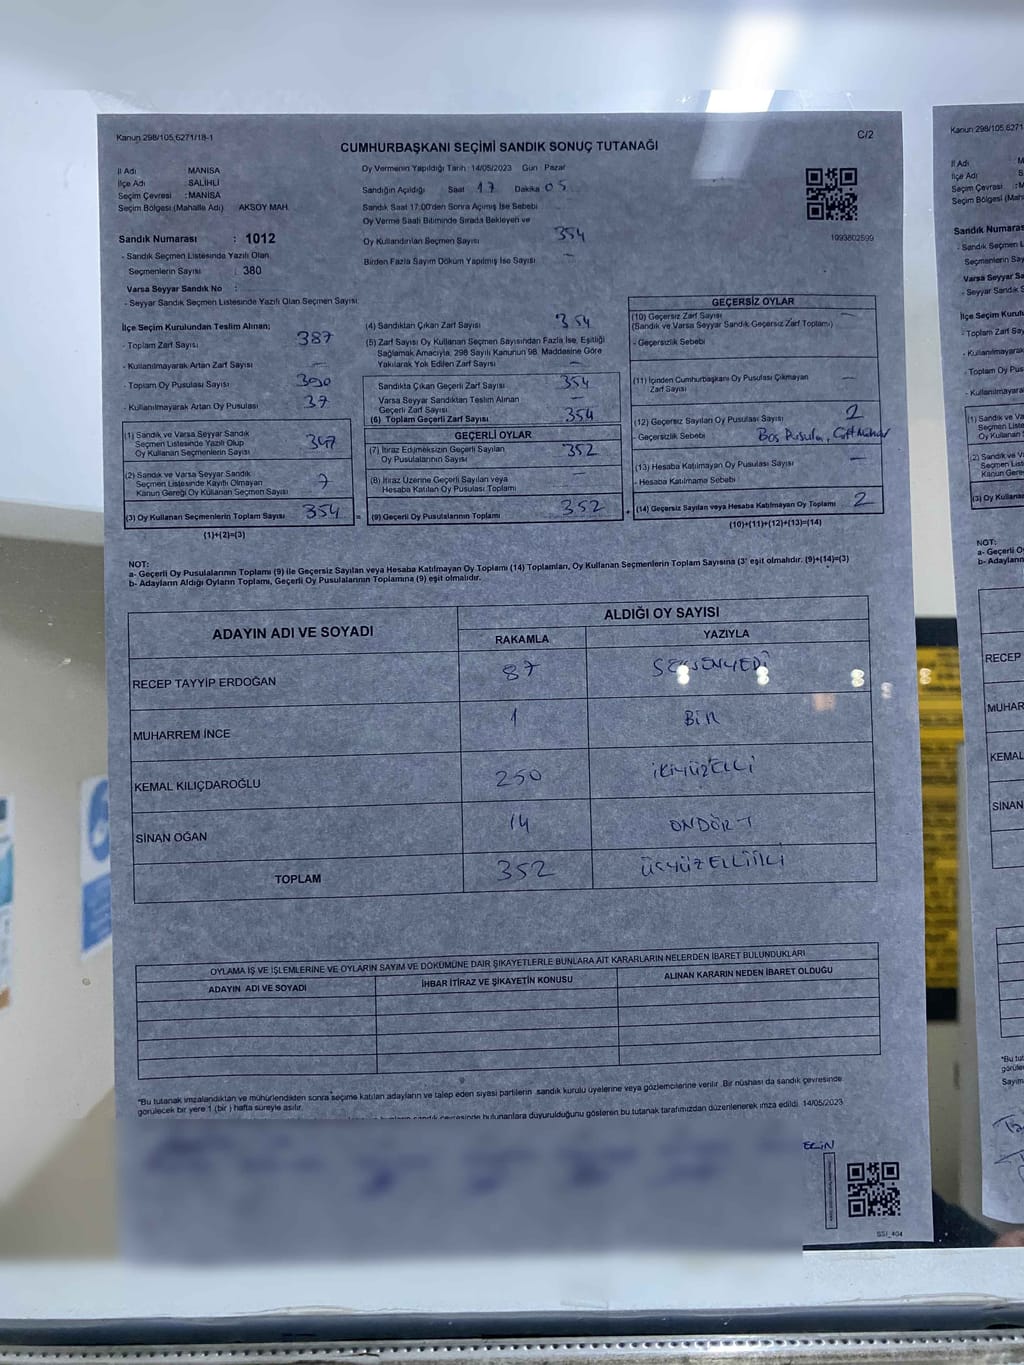 Kanun 298/105,6271/18-1
C/2
CUMHURBAŞKANI SEÇİMİ SANDIK SONUÇ TUTANAĞI
İl Adı MANİSA
İlçe Adı : SALİHLİ
Seçim Çevresi : MANİSA
Seçim Bölgesi (Mahalle Adı) AKSOY MAH.
Oy Vermenin Yapıldığı Tarih : 14/05/2023 Gün : Pazar
Sandığın Açıldığı Saat 17 Dakika 05
Sandık Saat 17:00'den Sonra Açılmış İse Sebebi
Oy Verme Saati Bitiminde Sırada Bekleyen ve
Oy Kullandırılan Seçmen Sayısı 354
Birden Fazla Sayım Döküm Yapılmış İse Sayısı —
1093802599
Sandık Numarası : 1012
- Sandık Seçmen Listesinde Yazılı Olan
Seçmenlerin Sayısı : 380
Varsa Seyyar Sandık No :
- Seyyar Sandık Seçmen Listesinde Yazılı Olan Seçmen Sayısı
İlçe Seçim Kurulundan Teslim Alınan;
- Toplam Zarf Sayısı 387
- Kullanılmayarak Artan Zarf Sayısı —
- Toplam Oy Pusulası Sayısı 390
- Kullanılmayarak Artan Oy Pusulası 37
(1) Sandık ve Varsa Seyyar Sandık
Seçmen Listesinde Yazılı Olup
Oy Kullanan Seçmenlerin Sayısı 347
(2) Sandık ve Varsa Seyyar Sandık
Seçmen Listesinde Kayıtlı Olmayan
Kanun Gereği Oy Kullanan Seçmen Sayısı 7
(3) Oy Kullanan Seçmenlerin Toplam Sayısı 354
(1)+(2)=(3)
(4) Sandıktan Çıkan Zarf Sayısı 354
(5) Zarf Sayısı Oy Kullanan Seçmen Sayısından Fazla İse, Eşitliği
Sağlamak Amacıyla, 298 Sayılı Kanunun 98. Maddesine Göre
Yakılarak Yok Edilen Zarf Sayısı —
Sandıkta Çıkan Geçerli Zarf Sayısı 354
Varsa Seyyar Sandıktan Teslim Alınan
Geçerli Zarf Sayısı —
(6) Toplam Geçerli Zarf Sayısı 354
GEÇERLİ OYLAR
(7) İtiraz Edilmeksizin Geçerli Sayılan
Oy Pusulalarının Sayısı 352
(8) İtiraz Üzerine Geçerli Sayılan veya
Hesaba Katılan Oy Pusulası Toplamı —
= (9) Geçerli Oy Pusulalarının Toplamı 352
GEÇERSİZ OYLAR
(10) Geçersiz Zarf Sayısı —
(Sandık ve Varsa Seyyar Sandık Geçersiz Zarf Toplamı)
- Geçersizlik Sebebi
(11) İçinden Cumhurbaşkanı Oy Pusulası Çıkmayan
Zarf Sayısı —
(12) Geçersiz Sayılan Oy Pusulası Sayısı 2
- Geçersizlik Sebebi Boş Pusula, Çift Mühür
(13) Hesaba Katılmayan Oy Pusulası Sayısı —
- Hesaba Katılmama Sebebi
+ (14) Geçersiz Sayılan veya Hesaba Katılmayan Oy Toplamı 2
(10)+(11)+(12)+(13)=(14)
NOT:
a- Geçerli Oy Pusulalarının Toplamı (9) ile Geçersiz Sayılan veya Hesaba Katılmayan Oy Toplamı (14) Toplamları, Oy Kullanan Seçmenlerin Toplam Sayısına (3' eşit olmalıdır. (9)+(14)=(3)
b- Adayların Aldığı Oyların Toplamı, Geçerli Oy Pusulalarının Toplamına (9) eşit olmalıdır.
ADAYIN ADI VE SOYADI
ALDIĞI OY SAYISI
RAKAMLA YAZIYLA
RECEP TAYYİP ERDOĞAN 87 SEKSENYEDİ
MUHARREM İNCE 1 BİR
KEMAL KILIÇDAROĞLU 250 İKİYÜZELLİ
SİNAN OĞAN 14 ONDÖRT
TOPLAM 352 ÜÇYÜZELLİİKİ
OYLAMA İŞ VE İŞLEMLERİNE VE OYLARIN SAYIM VE DÖKÜMÜNE DAİR ŞİKAYETLERLE BUNLARA AİT KARARLARIN NELERDEN İBARET BULUNDUKLARI
ADAYIN ADI VE SOYADI İHBAR İTİRAZ VE ŞİKAYETİN KONUSU ALINAN KARARIN NEDEN İBARET OLDUĞU
*Bu tutanak imzalandıktan ve mühürlendikten sonra seçime katılan adayların ve talep eden siyasi partilerin sandık kurulu üyelerine veya gözlemcilerine verilir. Bir nüshası da sandık çevresinde
görülecek bir yere 1 (bir ) hafta süreyle asılır.
sandık çevresinde bulunanlara duyurulduğunu gösteren bu tutanak tarafımızdan düzenlenerek imza edildi. 14/05/2023
SSI_404
Kanun 298/105,6271
İl Adı
İlçe Adı
Seçim Çevresi
Seçim Bölgesi (Mah
Sandık Numaras
- Sandık Seçmen L
Seçmenlerin Say
Varsa Seyyar San
- Seyyar Sandık S
İlçe Seçim Kurulun
- Toplam Zarf Say
- Kullanılmayarak
- Toplam Oy Pus
- Kullanılmayarak
(1) Sandık ve Va
Seçmen List
Oy Kullanan
(2) Sandık ve V
Seçmen List
Kanun Gere
(3) Oy Kullana
NOT:
a- Geçerli O
b- Adayların
RECEP
MUHAR
KEMAL
SİNAN
*Bu tut
görüle
Sayım